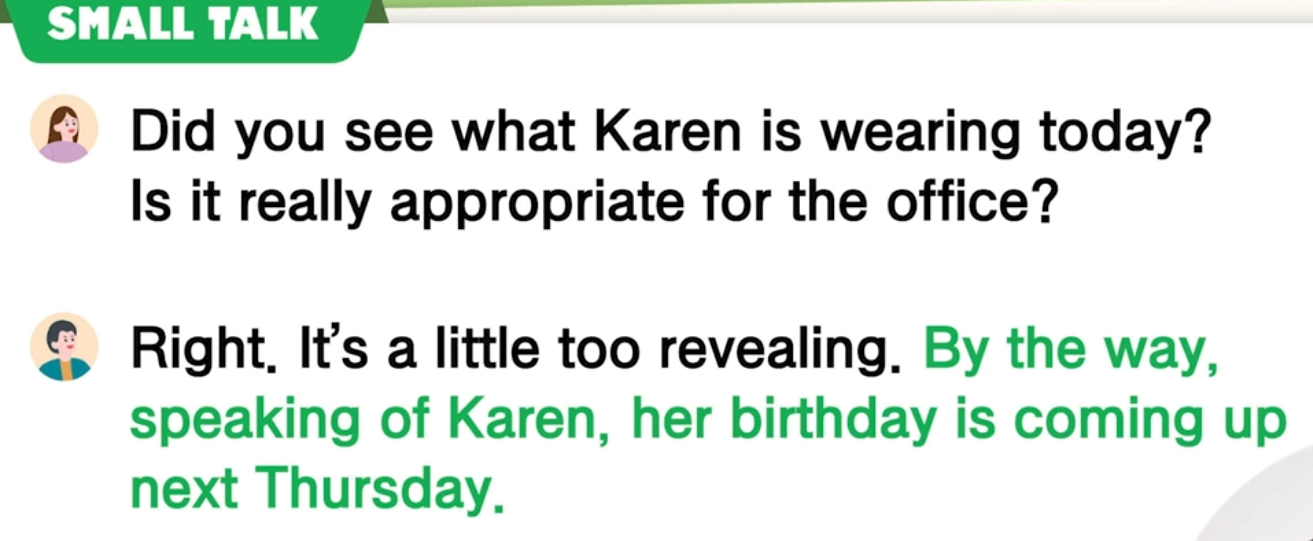 SMALL TALK
Did you see what Karen is wearing today?
Is it really appropriate for the office?
Right. It's a little too revealing. By the way,
speaking of Karen, her birthday is coming up
next Thursday.